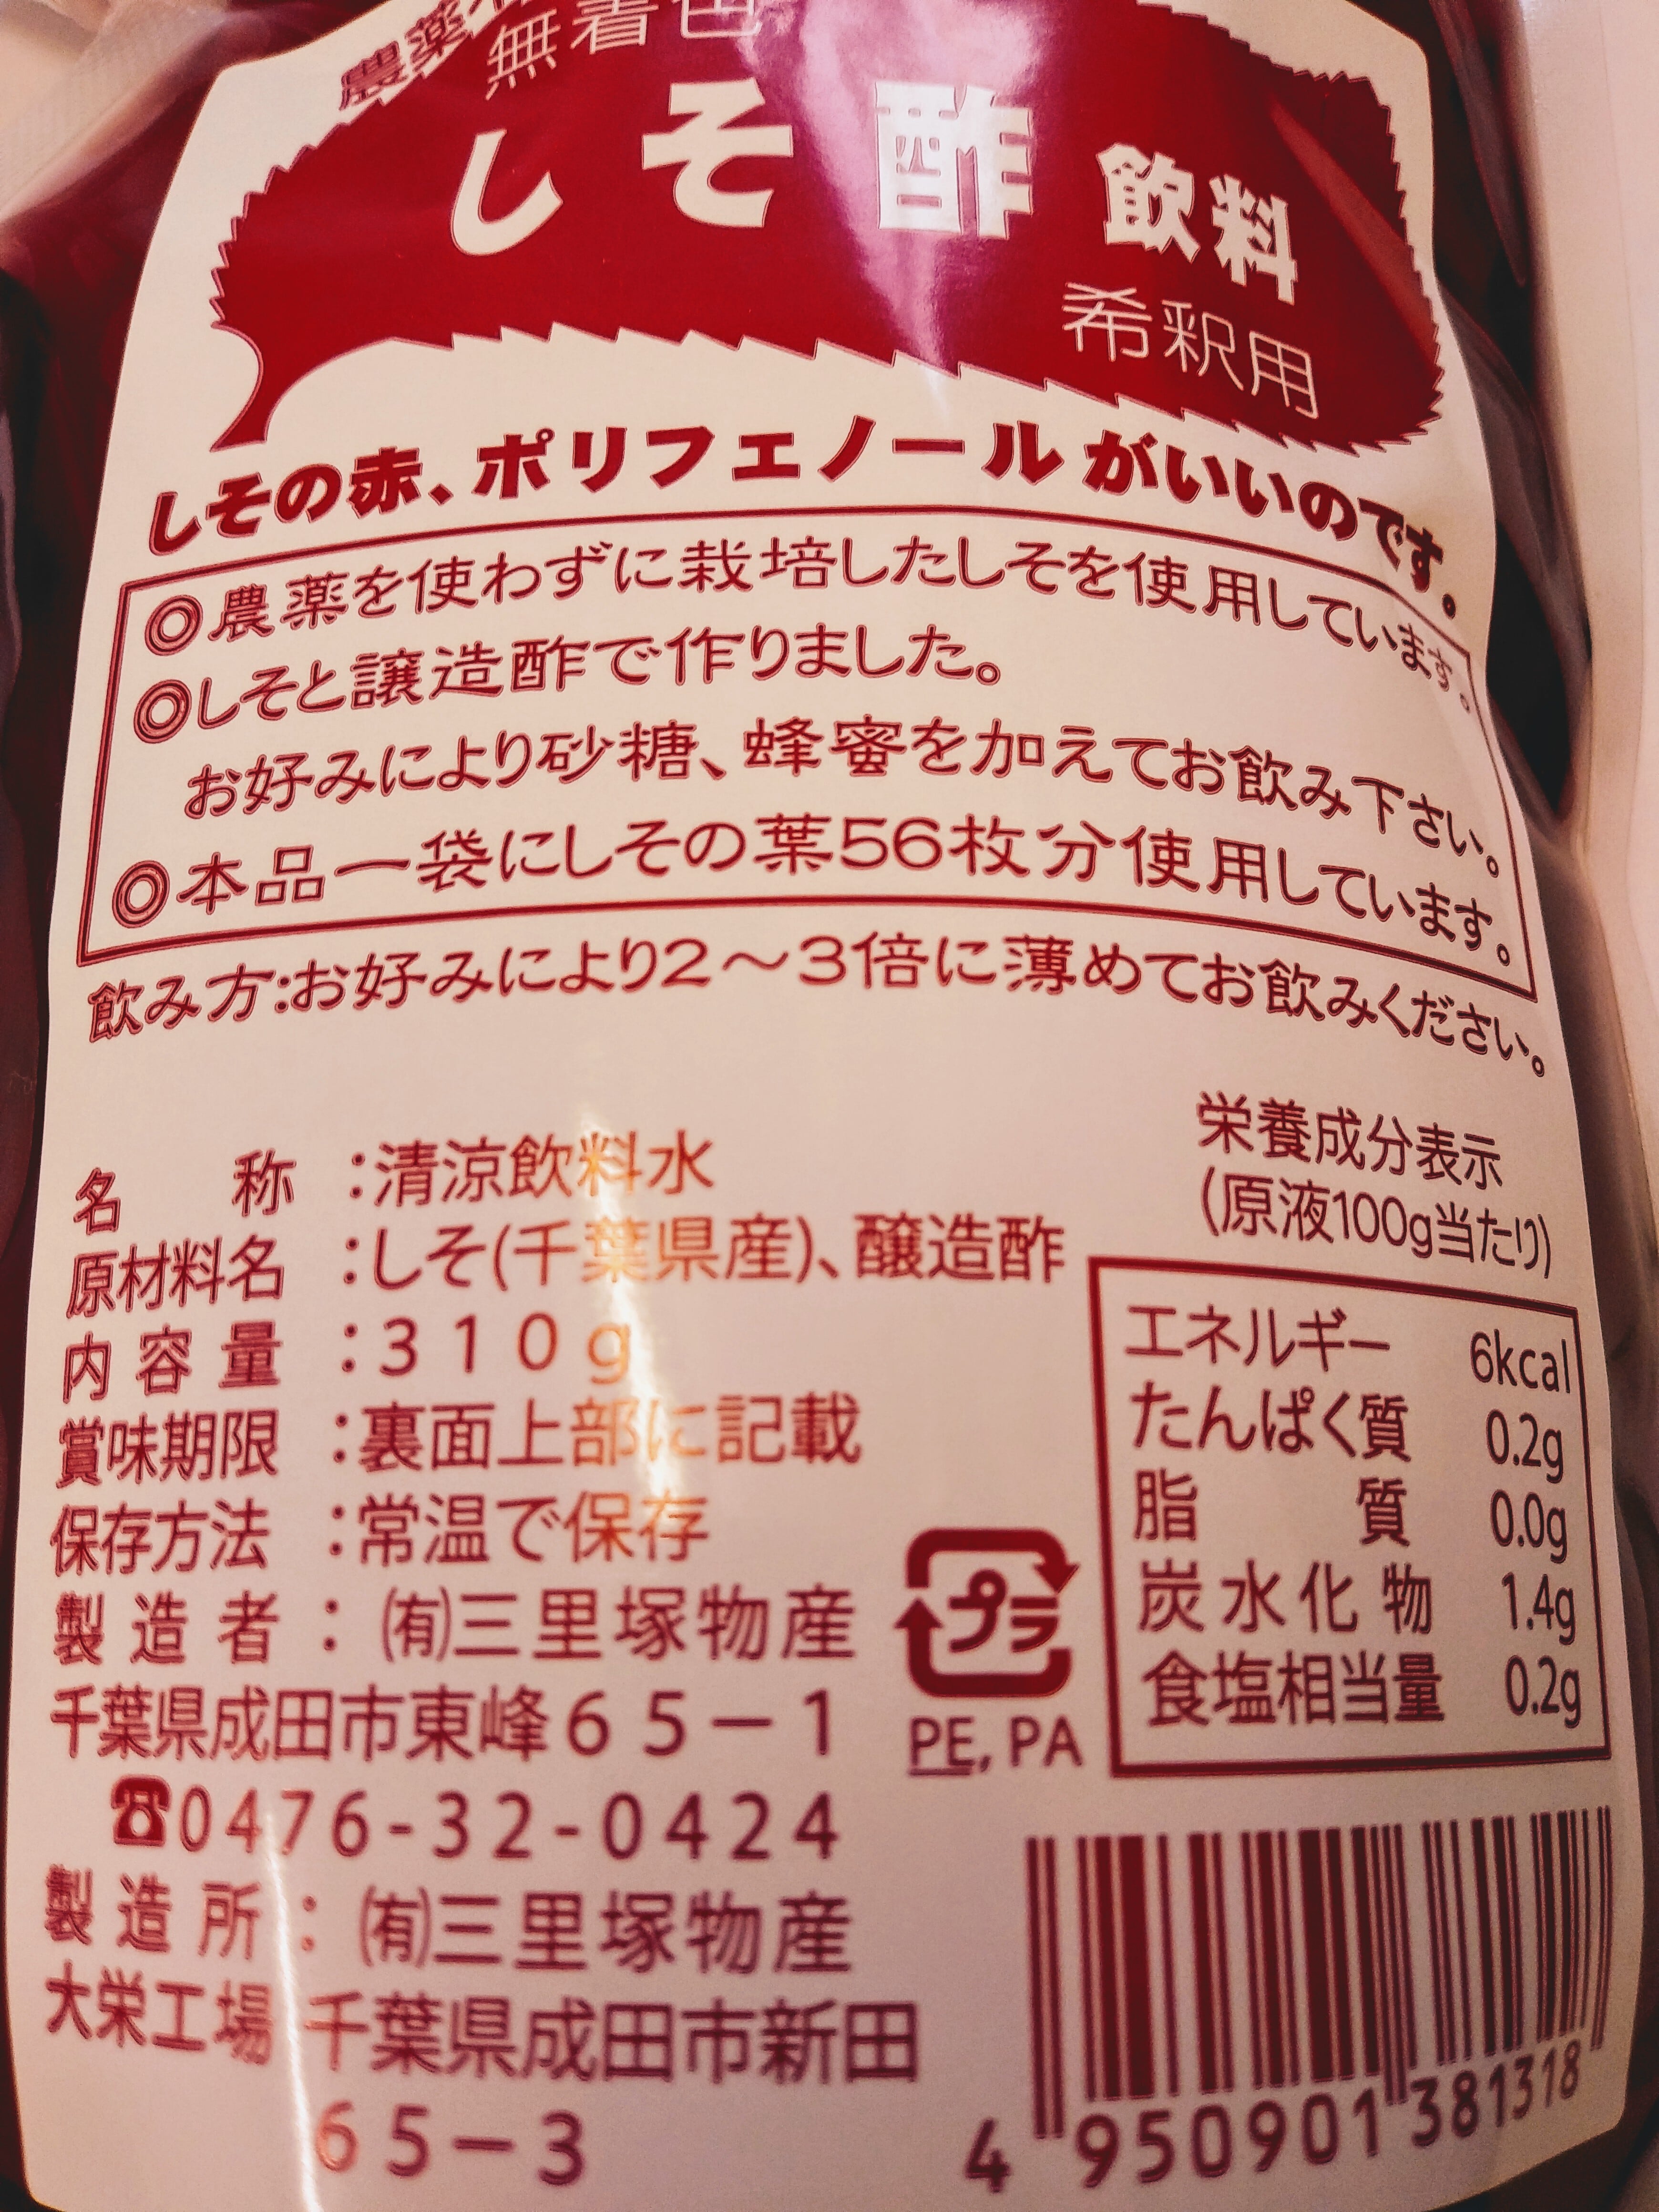 農薬
無着色
しそ酢飲料
希釈用
しその赤、ポリフェノールがいいのです。
◎農薬を使わずに栽培したしそを使用しています。
◎しそと譲造酢で作りました。
お好みにより砂糖、蜂蜜を加えてお飲み下さい。
◎本品一袋にしその葉56枚分使用しています。
飲み方:お好みにより2〜3倍に薄めてお飲みください。
名称:清涼飲料水
原材料名:しそ(千葉県産)、醸造酢
内容量:310g
賞味期限:裏面上部に記載
保存方法:常温で保存
製造者:㈲三里塚物産
千葉県成田市東峰65-1
☎0476-32-0424
製造所:㈲三里塚物産
大栄工場 千葉県成田市新田
65-3
プラ
PE, PA
栄養成分表示
(原液100g当たり)
エネルギー 6kcal
たんぱく質 0.2g
脂質 0.0g
炭水化物 1.4g
食塩相当量 0.2g
4 950901 381318